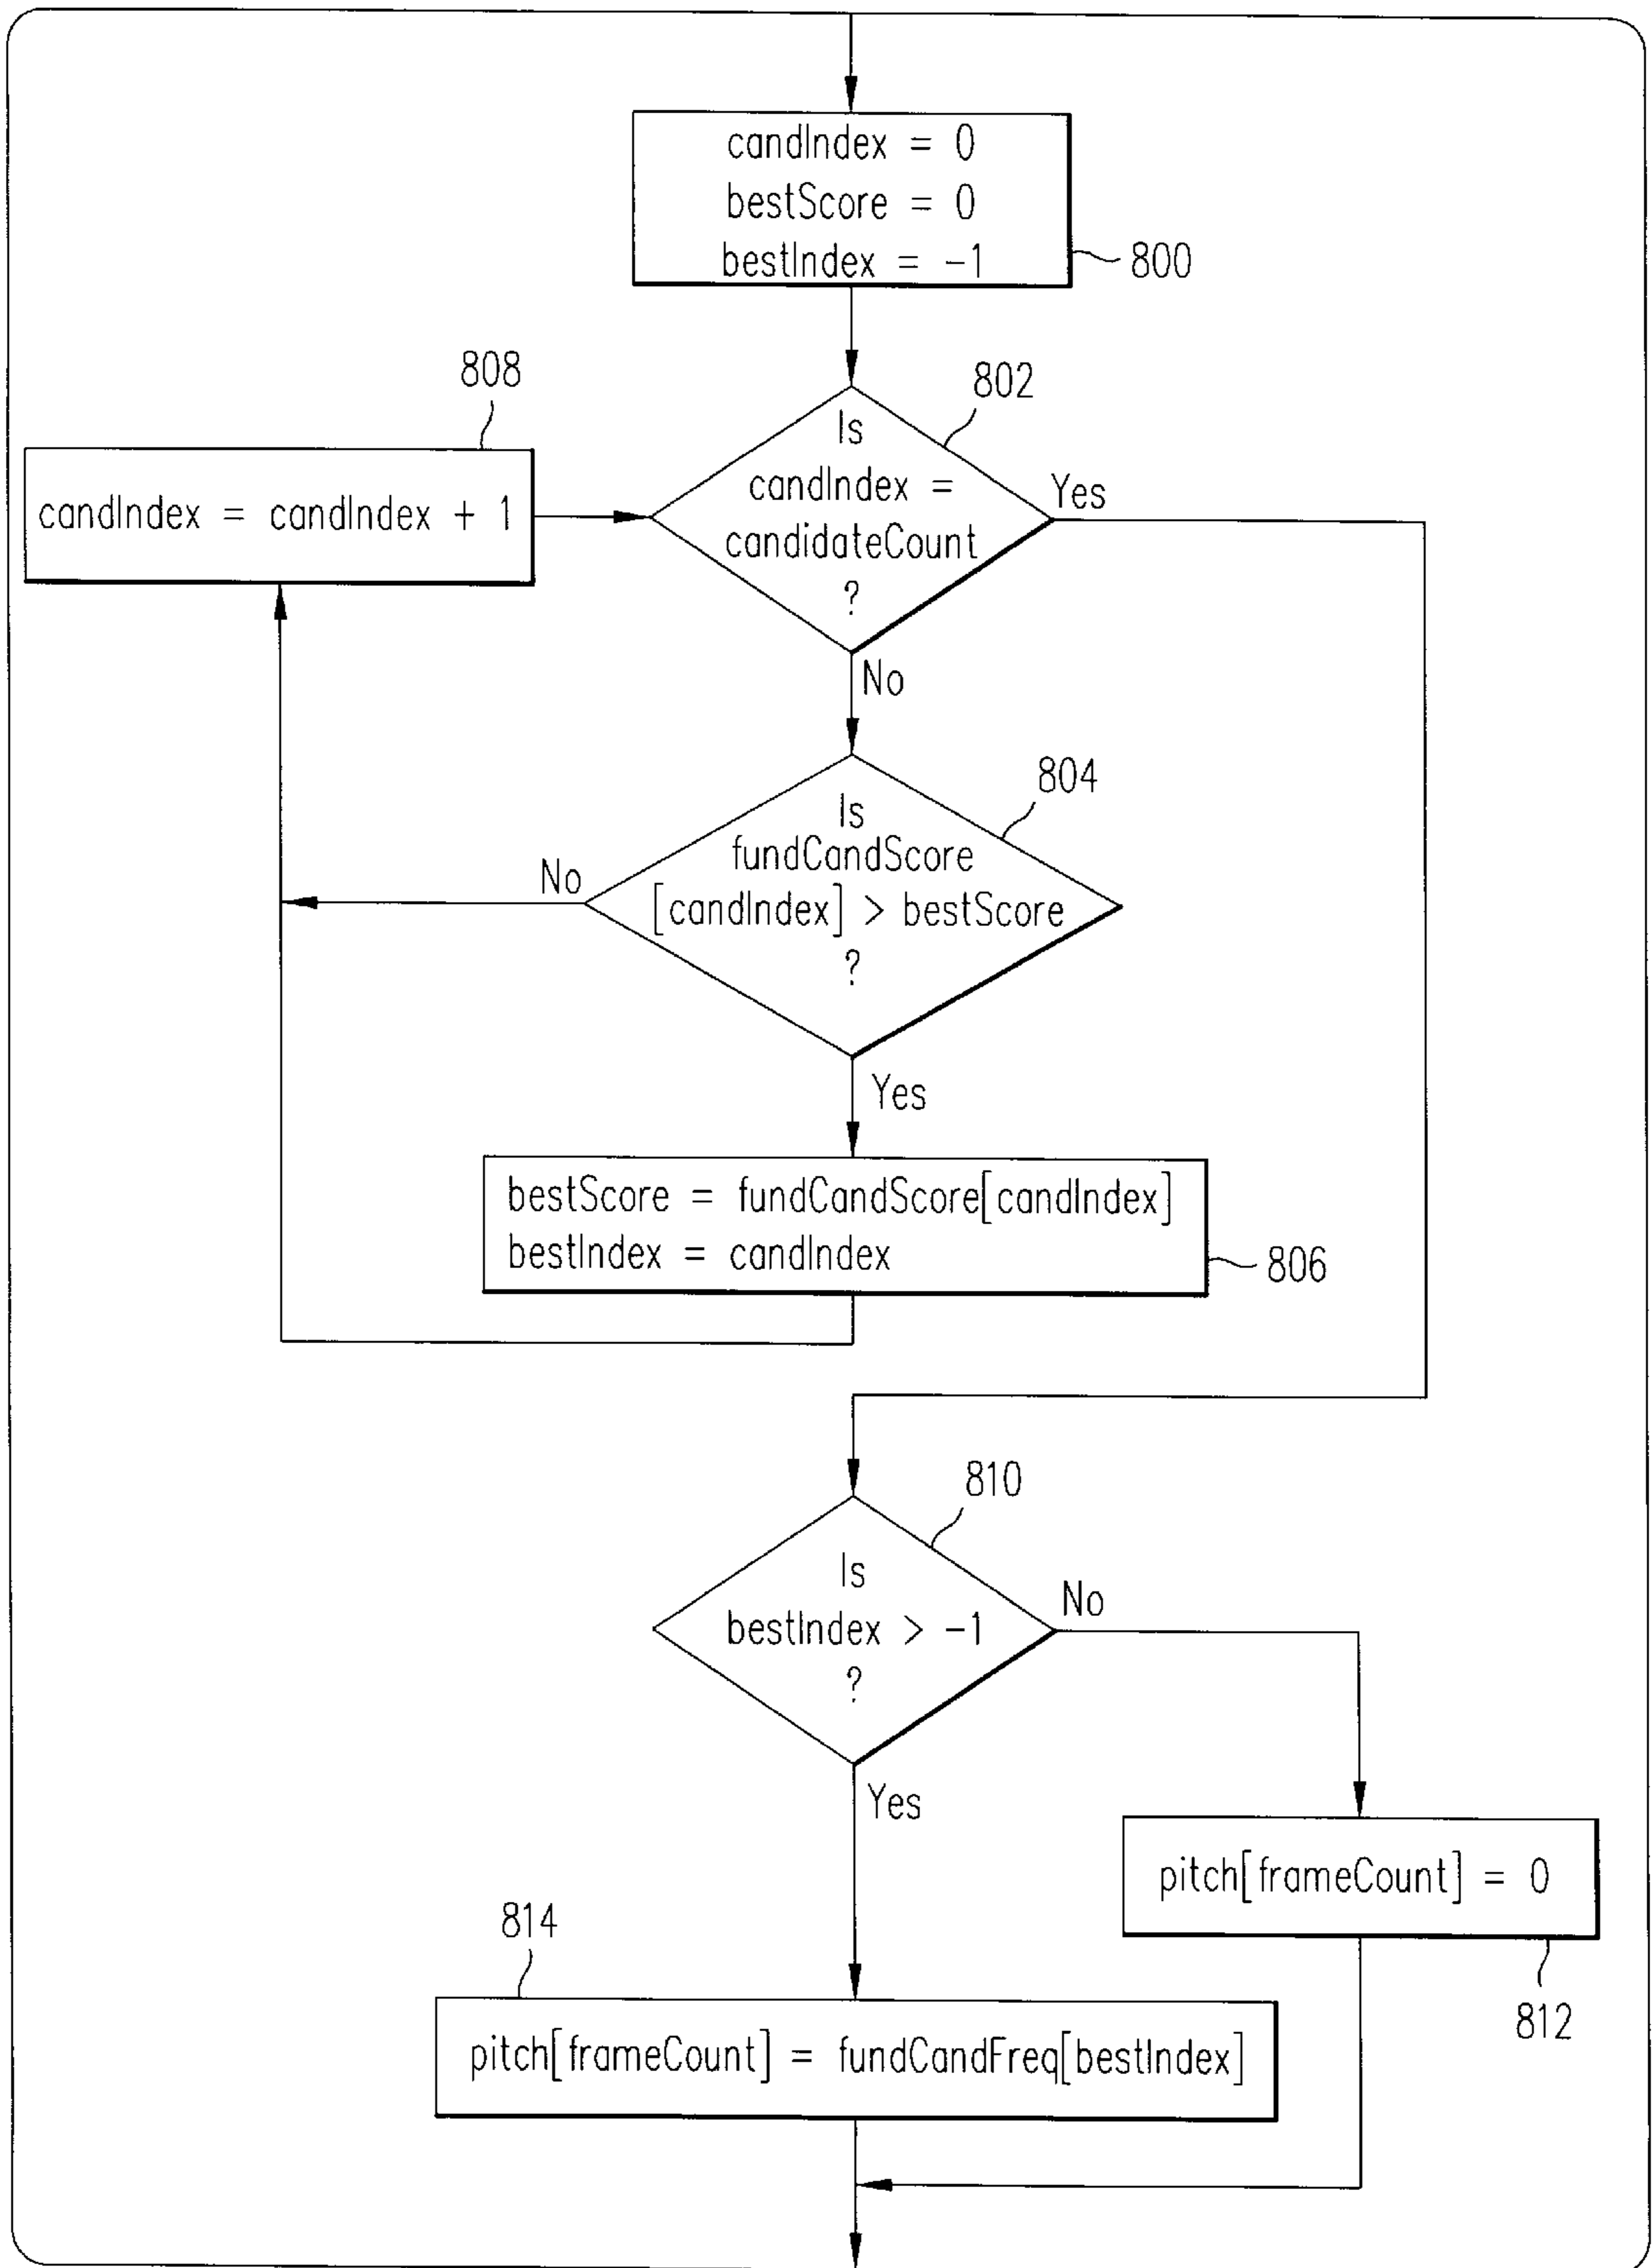 candIndex = 0
bestScore = 0
bestIndex = -1
800
808
802
candIndex = candIndex + 1
Is
candIndex =
candidateCount
?
Yes
No
804
Is
fundCandScore
[candIndex] > bestScore
?
No
Yes
bestScore = fundCandScore[candIndex]
bestIndex = candIndex
806
810
Is
bestIndex > -1
?
No
Yes
pitch[frameCount] = 0
812
814
pitch[frameCount] = fundCandFreq[bestIndex]